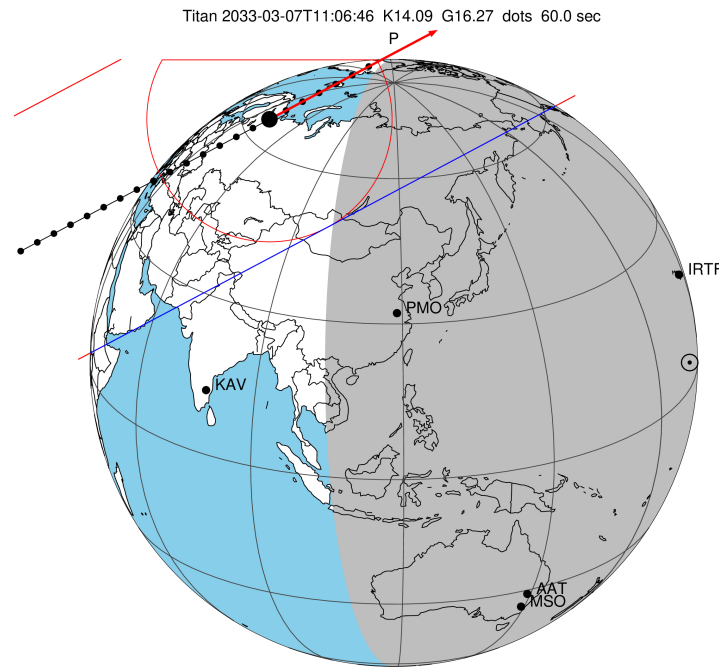 Titan 2033-03-07T11:06:46 K14.09 G16.27 dots 60.0 sec
P
IRTF
PMO
KAV
AAT
MSO